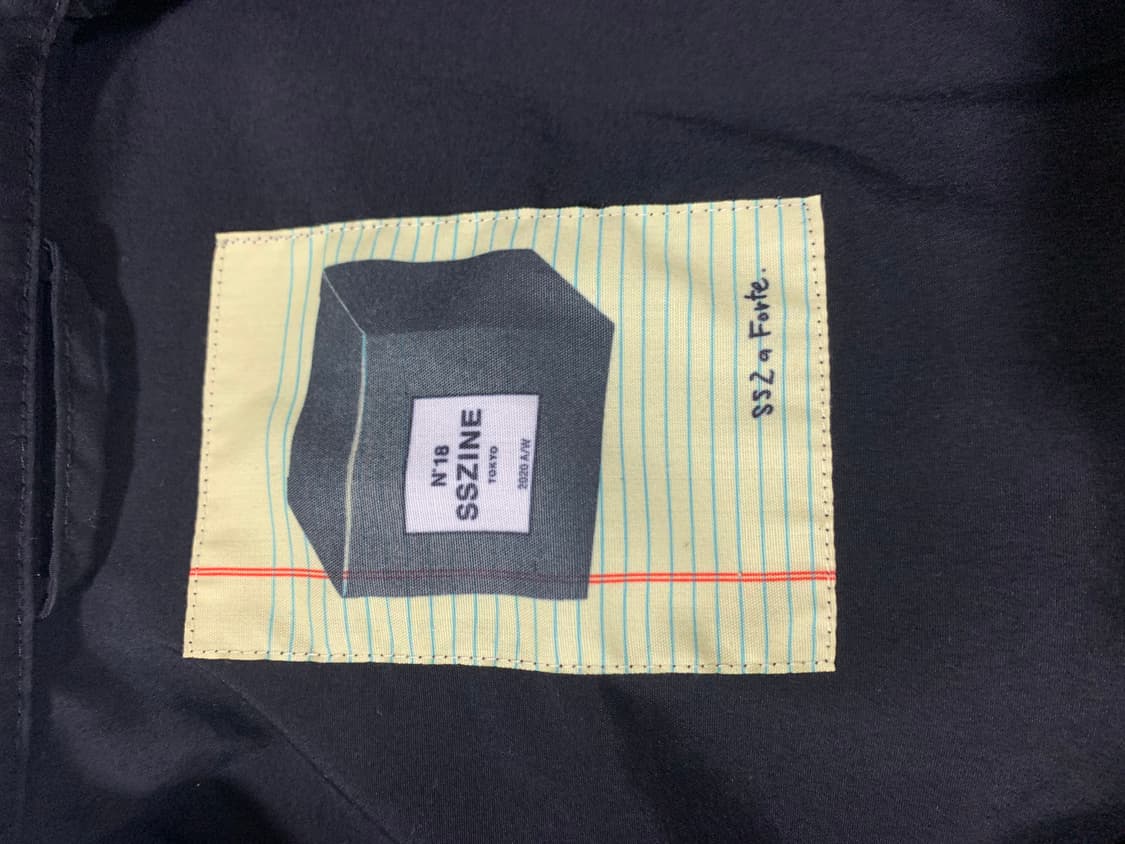 N°18
SSZINE
TOKYO
2020 A/W
SSZ a Forte.